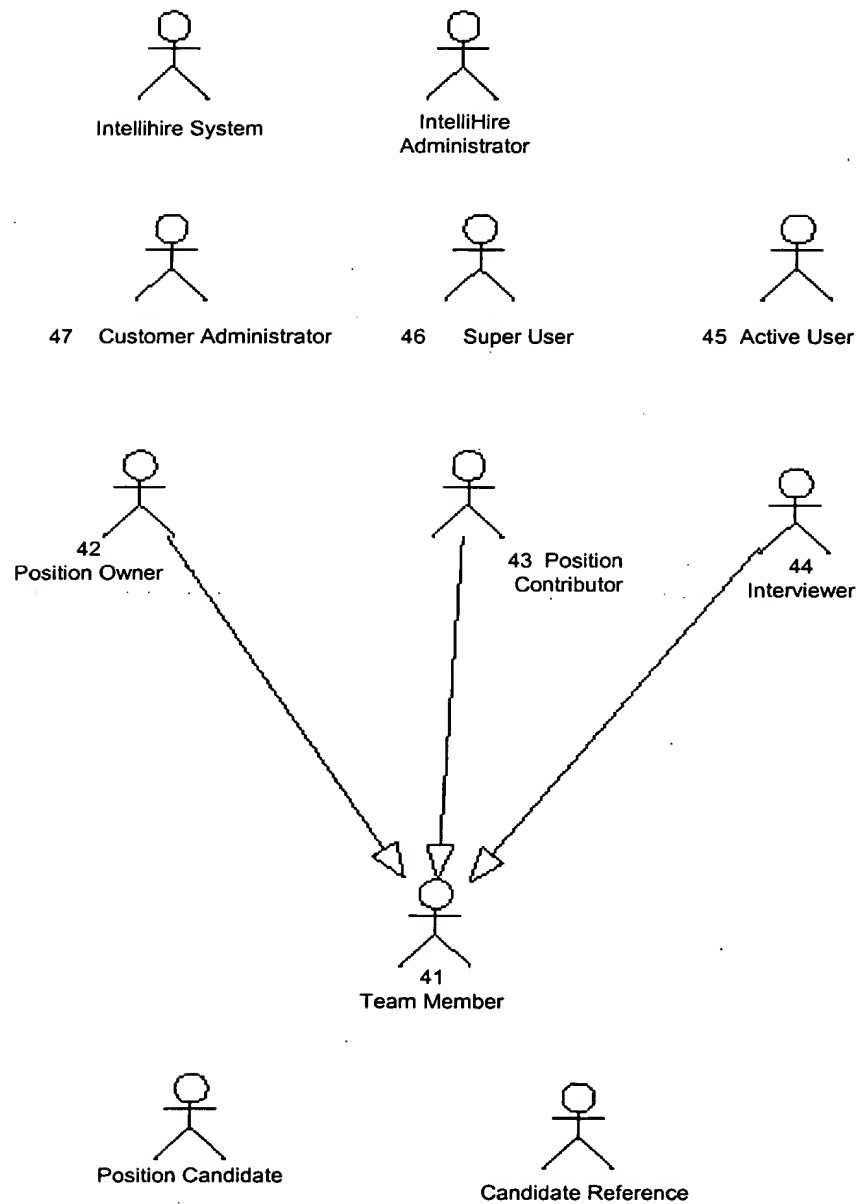 Intellihire System
IntelliHire
Administrator
47 Customer Administrator
46 Super User
45 Active User
42
Position Owner
43 Position
Contributor
44
Interviewer
41
Team Member
Position Candidate
Candidate Reference